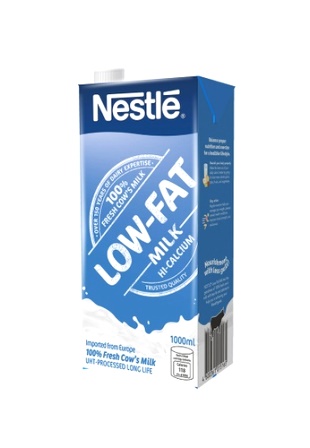 Nestlé®
OVER 100 YEARS OF DAIRY EXPERTISE
100%
FRESH COW'S MILK
LOW-FAT
MILK
HI-CALCIUM
TRUSTED QUALITY
1000mL
Imported from Europe
100% Fresh Cow's Milk
UHT-PROCESSED LONG LIFE